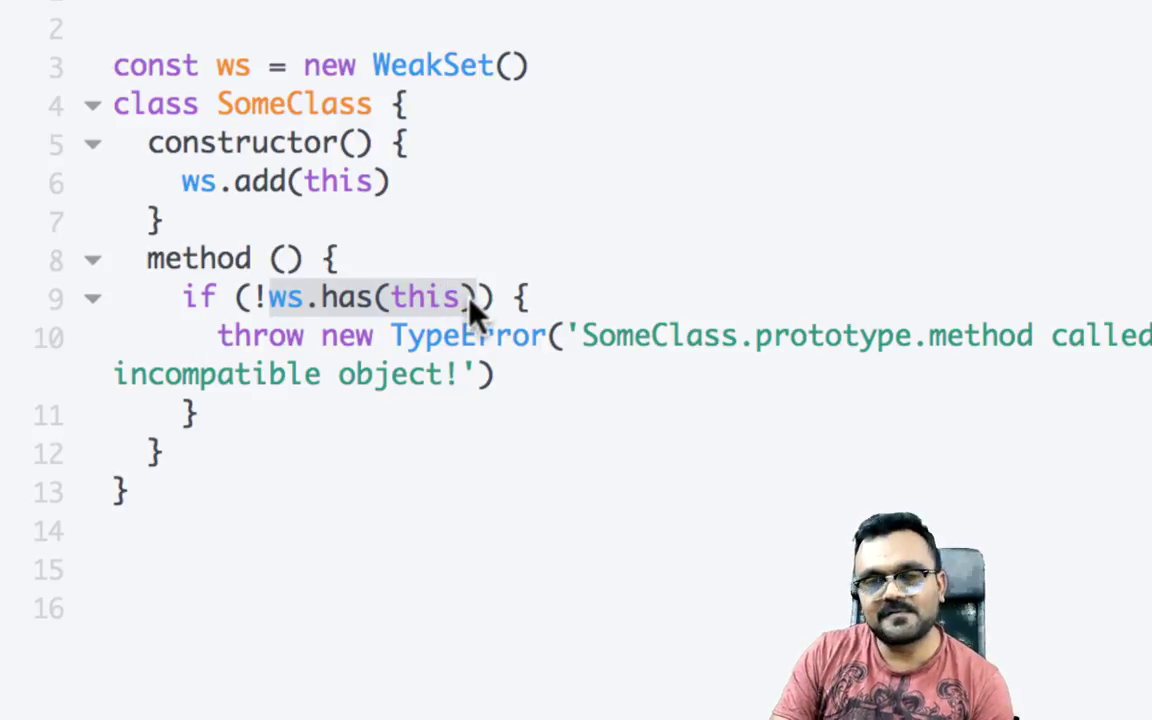 2
3 const ws = new WeakSet()
4 class SomeClass {
5 constructor() {
6 ws.add(this)
7 }
8 method () {
9 if (!ws.has(this)) {
10 throw new TypeError('SomeClass.prototype.method called
incompatible object!')
11 }
12 }
13 }
14
15
16